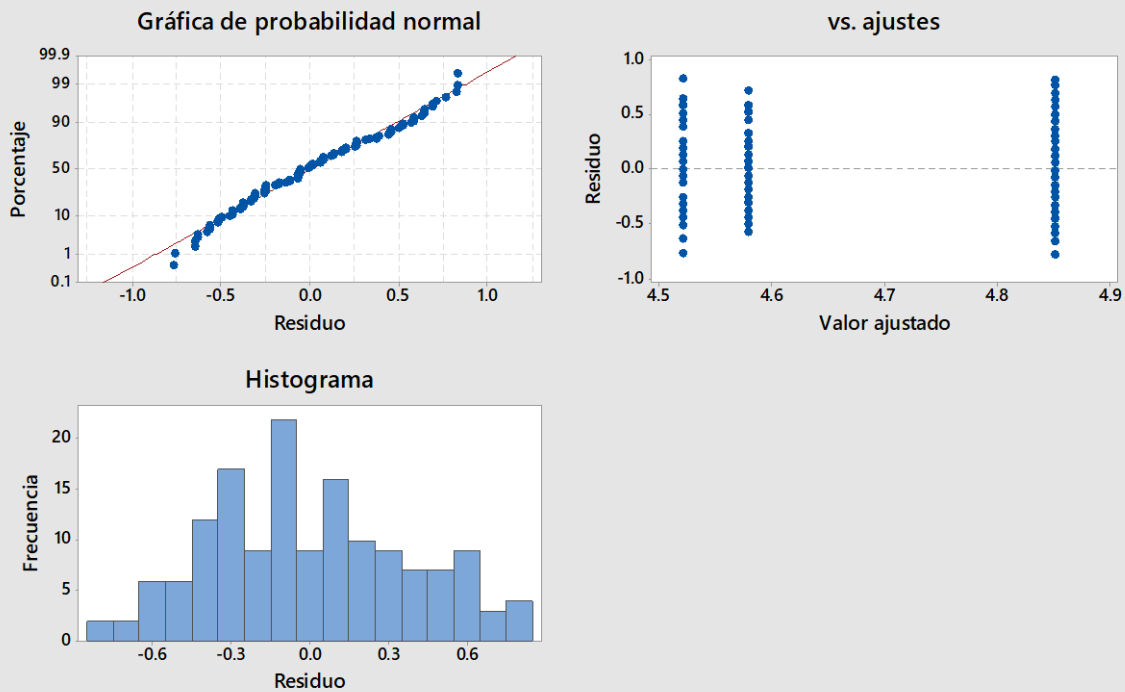 Gráfica de probabilidad normal
99.9
99
90
50
10
1
0.1
Porcentaje
-1.0 -0.5 0.0 0.5 1.0
Residuo
vs. ajustes
1.0
0.5
0.0
-0.5
-1.0
Residuo
4.5 4.6 4.7 4.8 4.9
Valor ajustado
Histograma
20
15
10
5
0
Frecuencia
-0.6 -0.3 0.0 0.3 0.6
Residuo